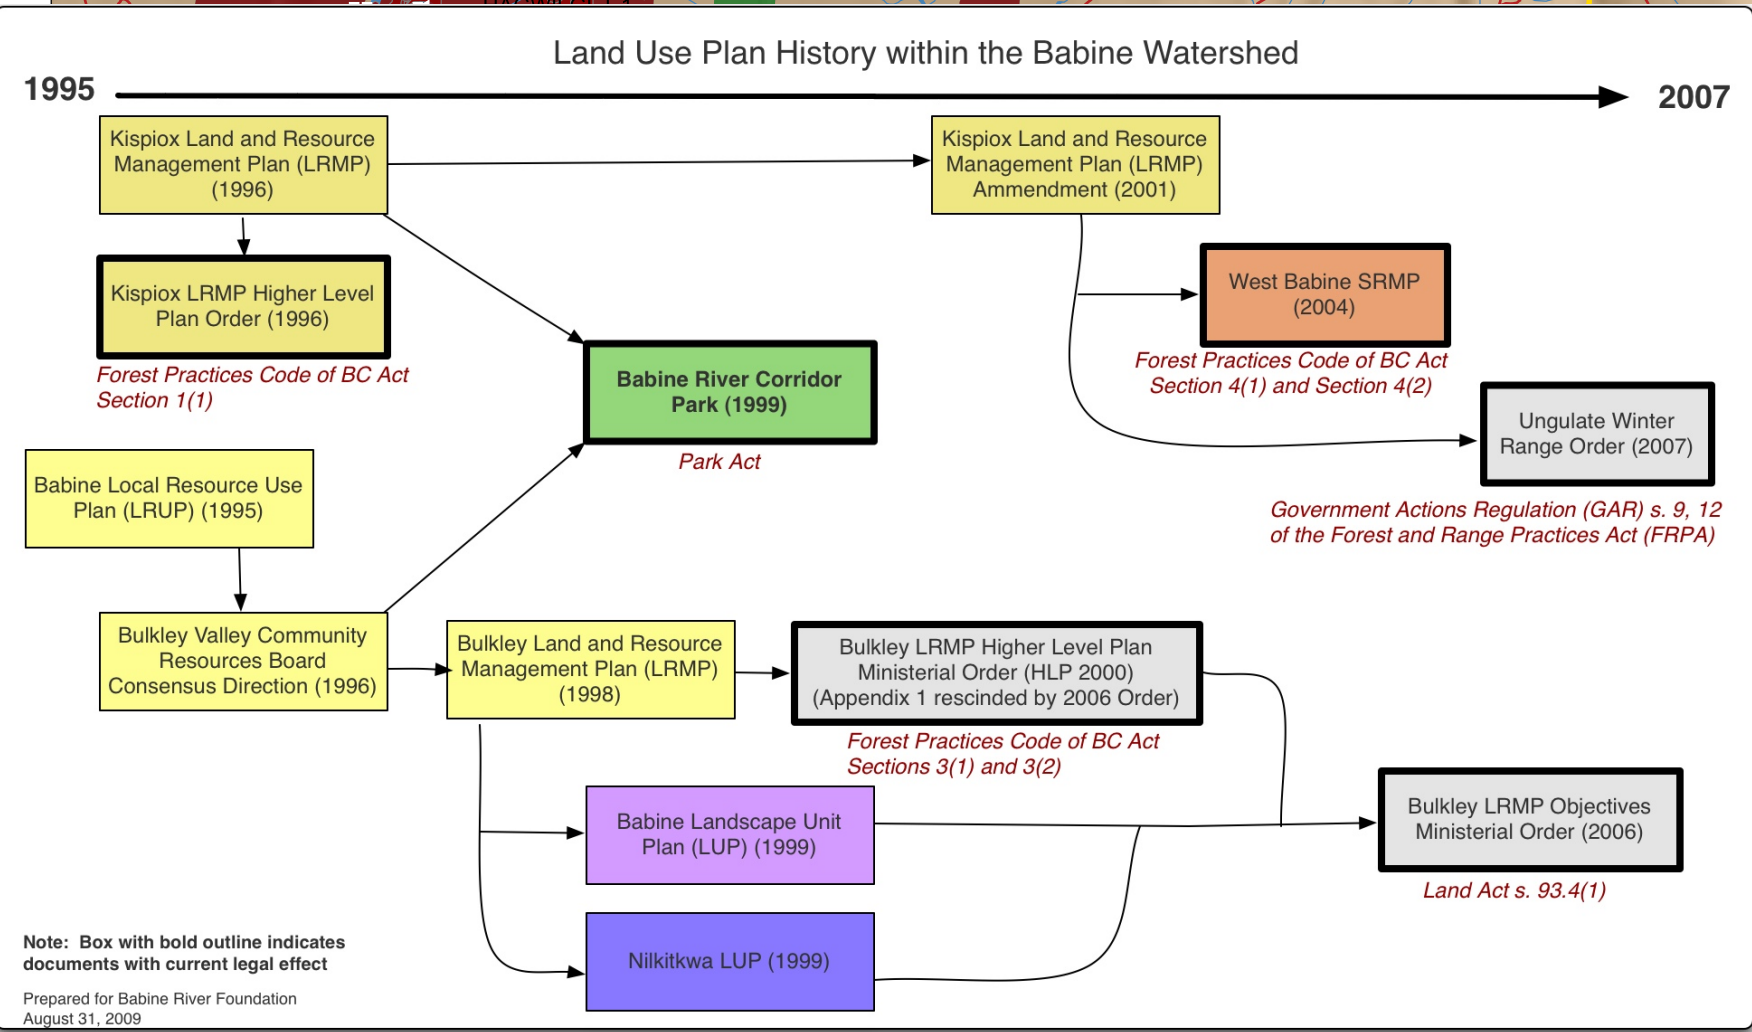 Land Use Plan History within the Babine Watershed
1995
2007
Kispiox Land and Resource
Management Plan (LRMP)
(1996)
Kispiox Land and Resource
Management Plan (LRMP)
Ammendment (2001)
Kispiox LRMP Higher Level
Plan Order (1996)
Forest Practices Code of BC Act
Section 1(1)
West Babine SRMP
(2004)
Forest Practices Code of BC Act
Section 4(1) and Section 4(2)
Babine River Corridor
Park (1999)
Park Act
Ungulate Winter
Range Order (2007)
Government Actions Regulation (GAR) s. 9, 12
of the Forest and Range Practices Act (FRPA)
Babine Local Resource Use
Plan (LRUP) (1995)
Bulkley Valley Community
Resources Board
Consensus Direction (1996)
Bulkley Land and Resource
Management Plan (LRMP)
(1998)
Bulkley LRMP Higher Level Plan
Ministerial Order (HLP 2000)
(Appendix 1 rescinded by 2006 Order)
Forest Practices Code of BC Act
Sections 3(1) and 3(2)
Babine Landscape Unit
Plan (LUP) (1999)
Bulkley LRMP Objectives
Ministerial Order (2006)
Land Act s. 93.4(1)
Nilkitkwa LUP (1999)
Note: Box with bold outline indicates
documents with current legal effect
Prepared for Babine River Foundation
August 31, 2009